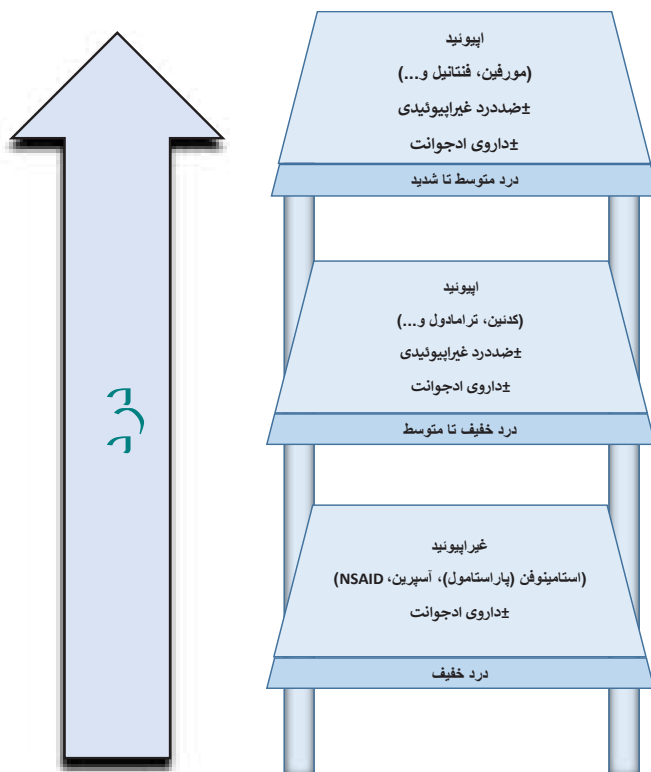 اپیوئید
(مورفین، فنتانیل و...)
±ضددرد غیراپیوئیدی
±داروی ادجوانت
درد متوسط تا شدید
اپیوئید
(کدئین، ترامادول و...)
±ضددرد غیراپیوئیدی
±داروی ادجوانت
درد خفیف تا متوسط
درد
غیراپیوئید
(استامینوفن (پاراستامول)، آسپرین، NSAID)
±داروی ادجوانت
درد خفیف